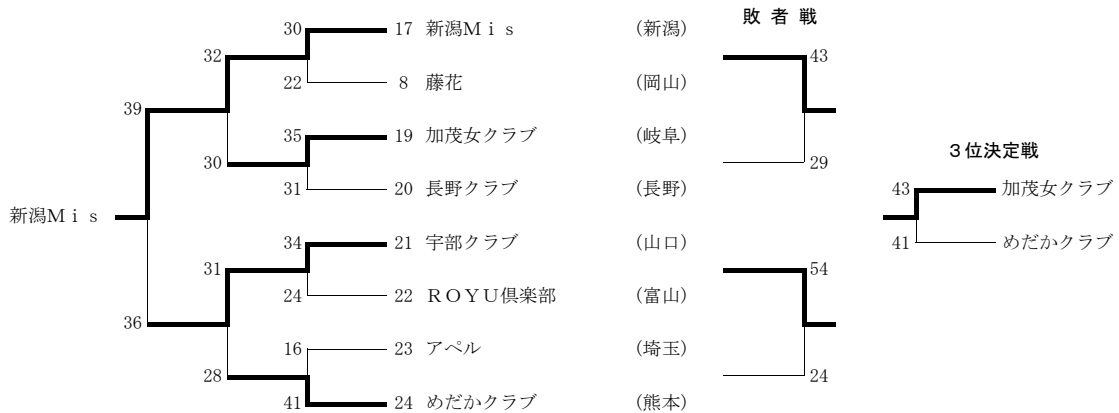 敗者戦
30 17 新潟Ｍｉｓ (新潟)
32 43
22 8 藤花 (岡山)
39
35 19 加茂女クラブ (岐阜)
３位決定戦
30 29
31 20 長野クラブ (長野) 43 加茂女クラブ
新潟Ｍｉｓ
34 21 宇部クラブ (山口) 41 めだかクラブ
31 54
24 22 ＲＯＹＵ倶楽部 (富山)
36
16 23 アペル (埼玉)
28 24
41 24 めだかクラブ (熊本)